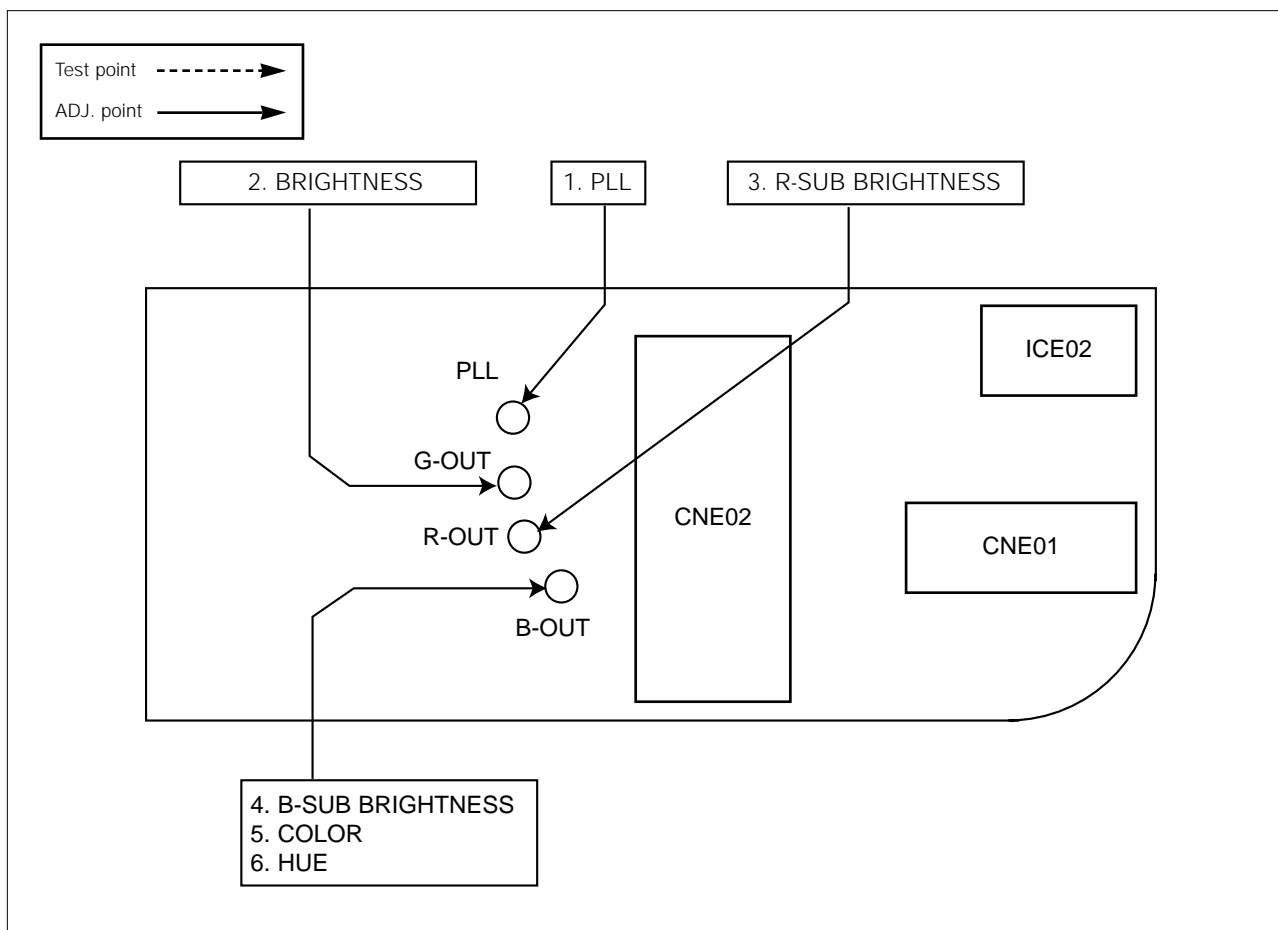 Test point
ADJ. point
2. BRIGHTNESS
1. PLL
3. R-SUB BRIGHTNESS
ICE02
PLL
G-OUT
CNE02
R-OUT
CNE01
B-OUT
4. B-SUB BRIGHTNESS
5. COLOR
6. HUE